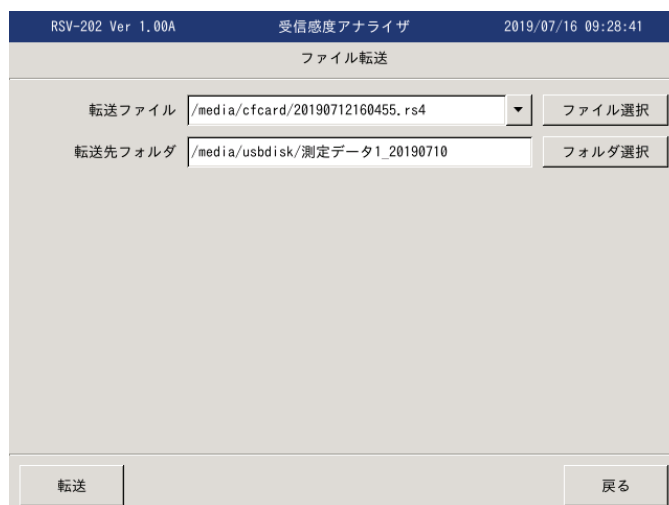 RSV-202 Ver 1.00A 受信感度アナライザ 2019/07/16 09:28:41
ファイル転送
転送ファイル /media/cfcard/20190712160455.rs4 ファイル選択
転送先フォルダ /media/usbdisk/測定データ1_20190710 フォルダ選択
転送 戻る